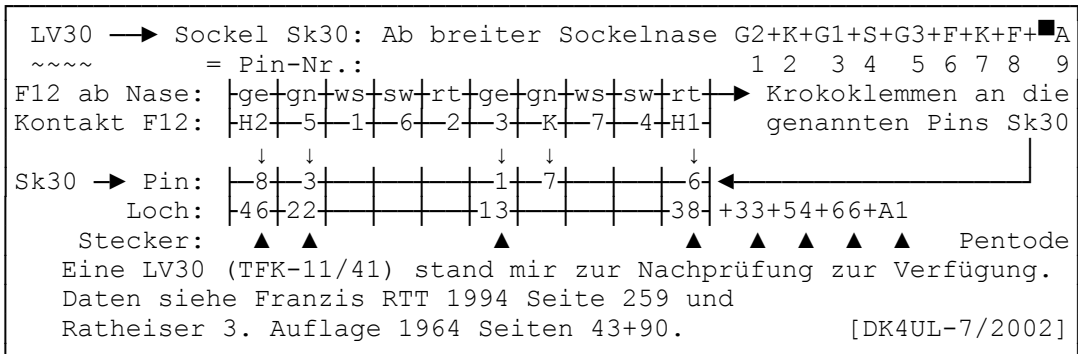 LV30 ──► Sockel Sk30: Ab breiter Sockelnase G2+K+G1+S+G3+F+K+F+▀A
~~~~ = Pin-Nr.: 1 2 3 4 5 6 7 8 9
F12 ab Nase: ├ge┼gn┼ws┼sw┼rt┼ge┼gn┼ws┼sw┼rt┼─► Krokoklemmen an die
Kontakt F12: ├H2┼─5┼─1┼─6┼─2┼─3┼─K┼─7┼─4┼H1┤ genannten Pins Sk30
↓ ↓ ↓ ↓ ↓ │
Sk30 ─► Pin: ├─8┼─3┼──┼──┼──┼─1┼─7┼──┼──┼─6┤◄───────────────────┘
Loch: ├46┼22┼──┼──┼──┼13┼──┼──┼──┼38┤+33+54+66+A1
Stecker: ▲ ▲ ▲ ▲ ▲ ▲ ▲ ▲ Pentode
Eine LV30 (TFK-11/41) stand mir zur Nachprüfung zur Verfügung.
Daten siehe Franzis RTT 1994 Seite 259 und
Ratheiser 3. Auflage 1964 Seiten 43+90. [DK4UL-7/2002]